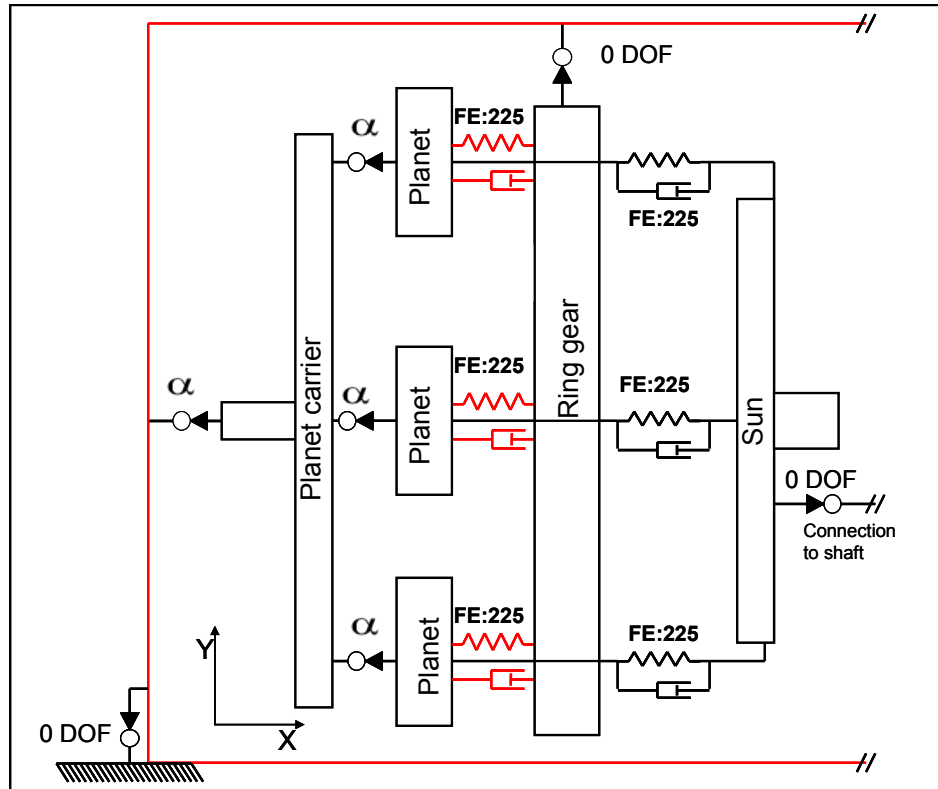 0 DOF
α
Planet
FE:225
FE:225
Planet carrier
Ring gear
Sun
α
α
Planet
FE:225
FE:225
0 DOF
Connection
to shaft
α
Planet
FE:225
FE:225
Y
X
0 DOF